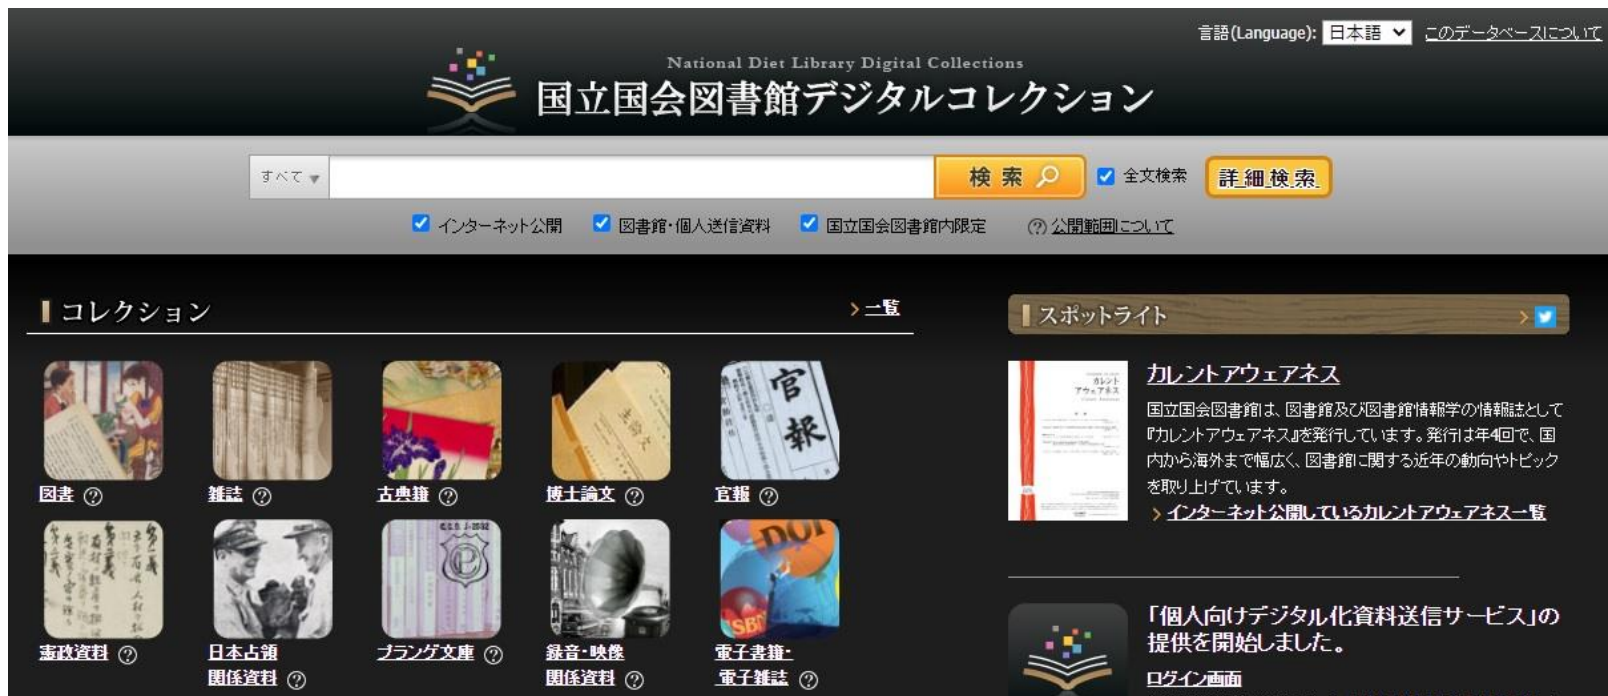 言語(Language): 日本語 このデータベースについて
National Diet Library Digital Collections
国立国会図書館デジタルコレクション
すべて 検索 全文検索 詳細検索
インターネット公開 図書館・個人送信資料 国立国会図書館内限定 ? 公開範囲について
コレクション
一覧
官報
図書 ?
雑誌 ?
古典籍 ?
博士論文 ?
官報 ?
憲政資料 ?
日本占領
関係資料 ?
プランゲ文庫 ?
録音・映像
関係資料 ?
DOI
ISBN
電子書籍・
電子雑誌 ?
スポットライト
カレント
アウェアネス
カレントアウェアネス
国立国会図書館は、図書館及び図書館情報学の情報誌として
『カレントアウェアネス』を発行しています。発行は年4回で、国
内から海外まで幅広く、図書館に関する近年の動向やトピック
を取り上げています。
インターネット公開しているカレントアウェアネス一覧
「個人向けデジタル化資料送信サービス」の
提供を開始しました。
ログイン画面